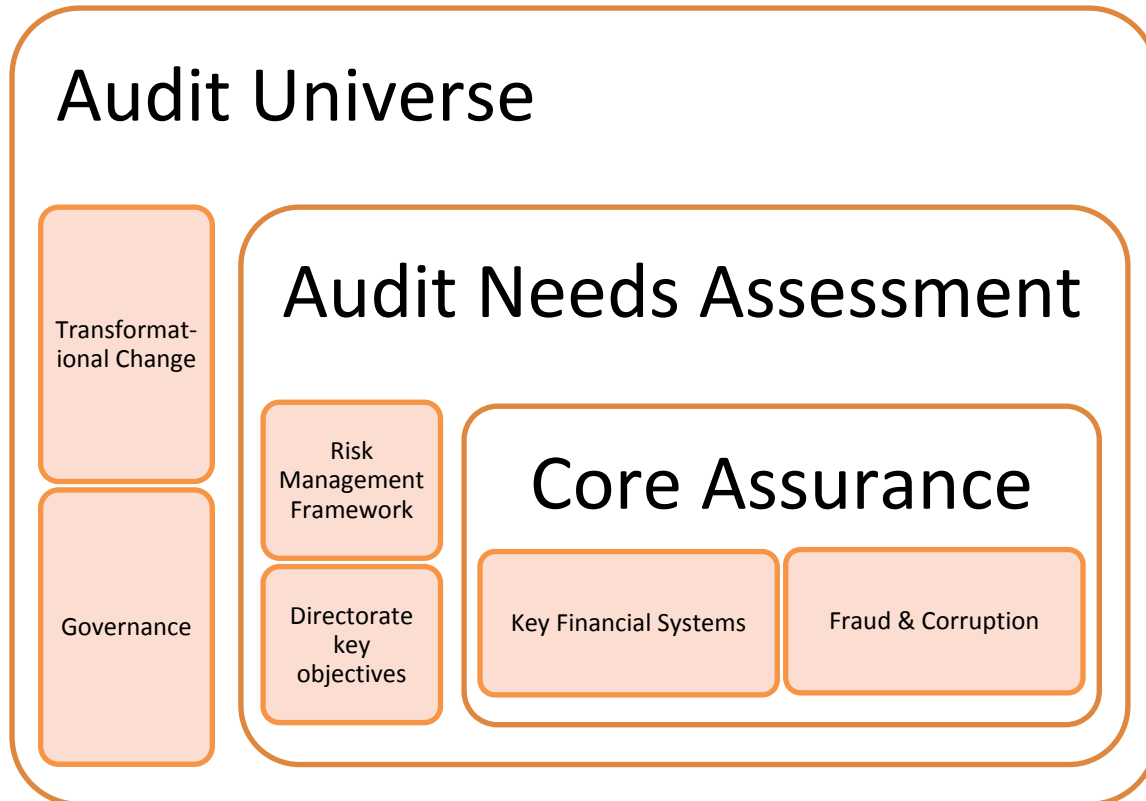 Audit Universe
Transformat-
ional Change
Governance
Audit Needs Assessment
Risk
Management
Framework
Directorate
key
objectives
Core Assurance
Key Financial Systems
Fraud & Corruption